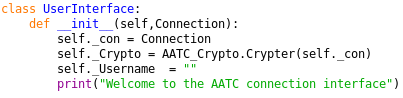 class UserInterface:
    def __init__(self,Connection):
        self._con = Connection
        self._Crypto = AATC_Crypto.Crypter(self._con)
        self._Username  = ""
        print("Welcome to the AATC connection interface")